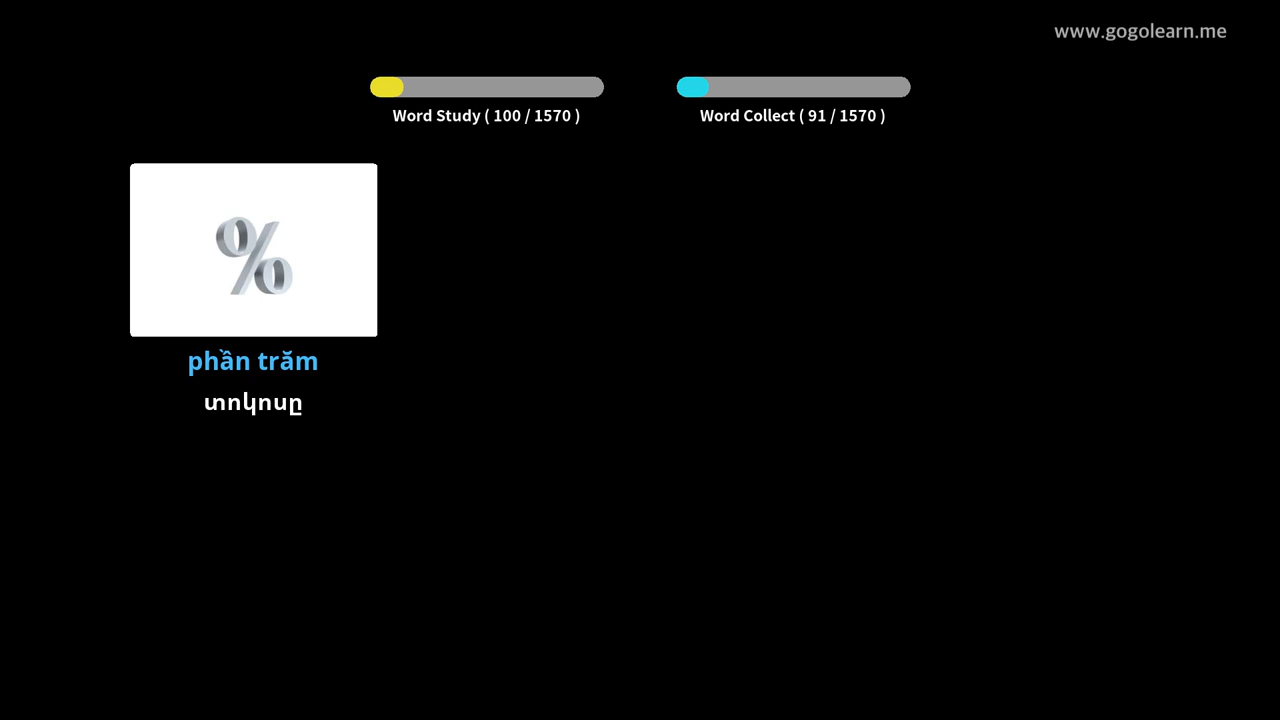 www.gogolearn.me
Word Study ( 100 / 1570 )
Word Collect ( 91 / 1570 )
%
phần trăm
տոկոսը